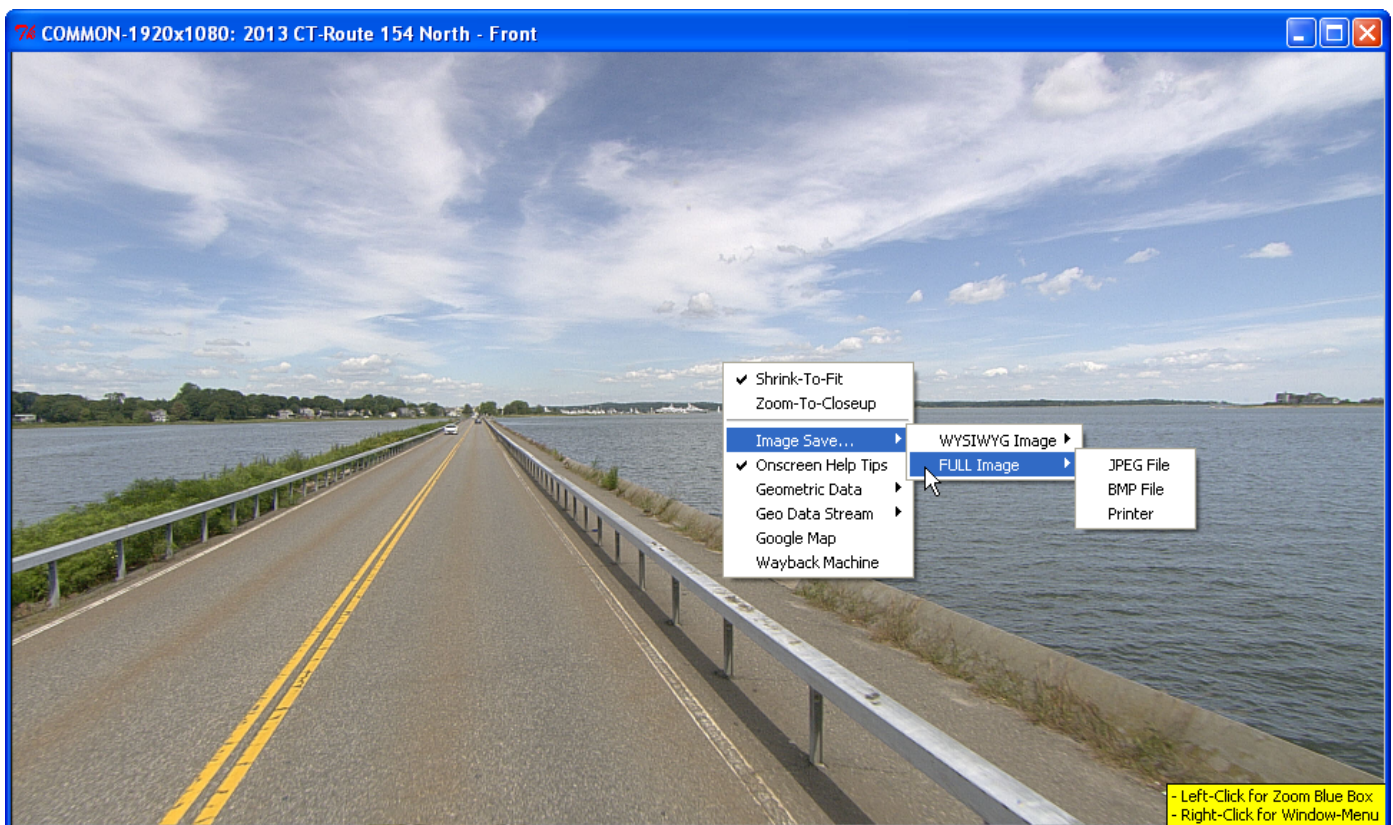 76 COMMON-1920x1080: 2013 CT-Route 154 North - Front
Shrink-To-Fit
Zoom-To-Closeup
Image Save...
Onscreen Help Tips
Geometric Data
Geo Data Stream
Google Map
Wayback Machine
WYSIWYG Image
FULL Image
JPEG File
BMP File
Printer
- Left-Click for Zoom Blue Box
- Right-Click for Window-Menu